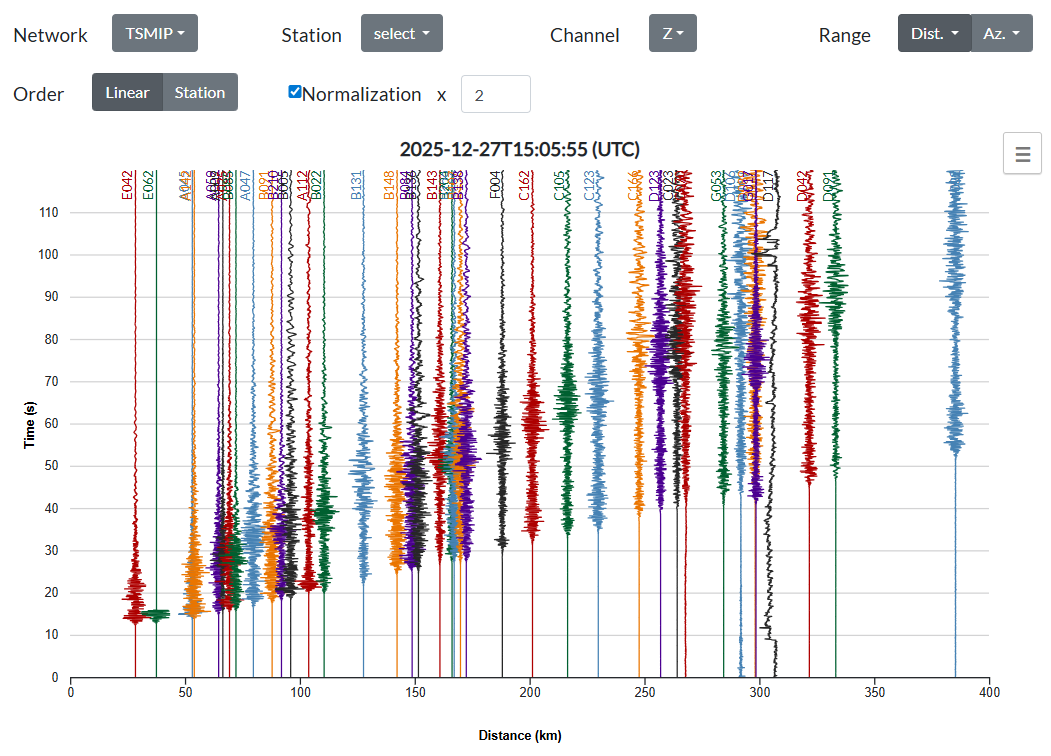 Network TSMIP Station select Channel Z Range Dist. Az.
Order Linear Station Normalization x 2
2025-12-27T15:05:55 (UTC)
E042 E062 A047 B091 A112 B022 B131 B148 B143 F004 C162 C105 C123 D123 G053 D117 D042
110
100
90
80
70
60
50
40
30
20
10
0
Time (s)
0 50 100 150 200 250 300 350 400
Distance (km)